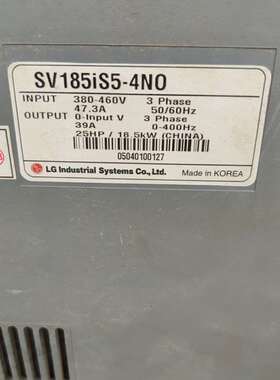 SV185iS5-4NO
INPUT 380-460V 3 Phase
47.3A 50/60Hz
OUTPUT 0-Input V 3 Phase
39A 0-400Hz
25HP / 18.5kW (CHINA)
05040100127
LG Industrial Systems Co., Ltd. Made in KOREA